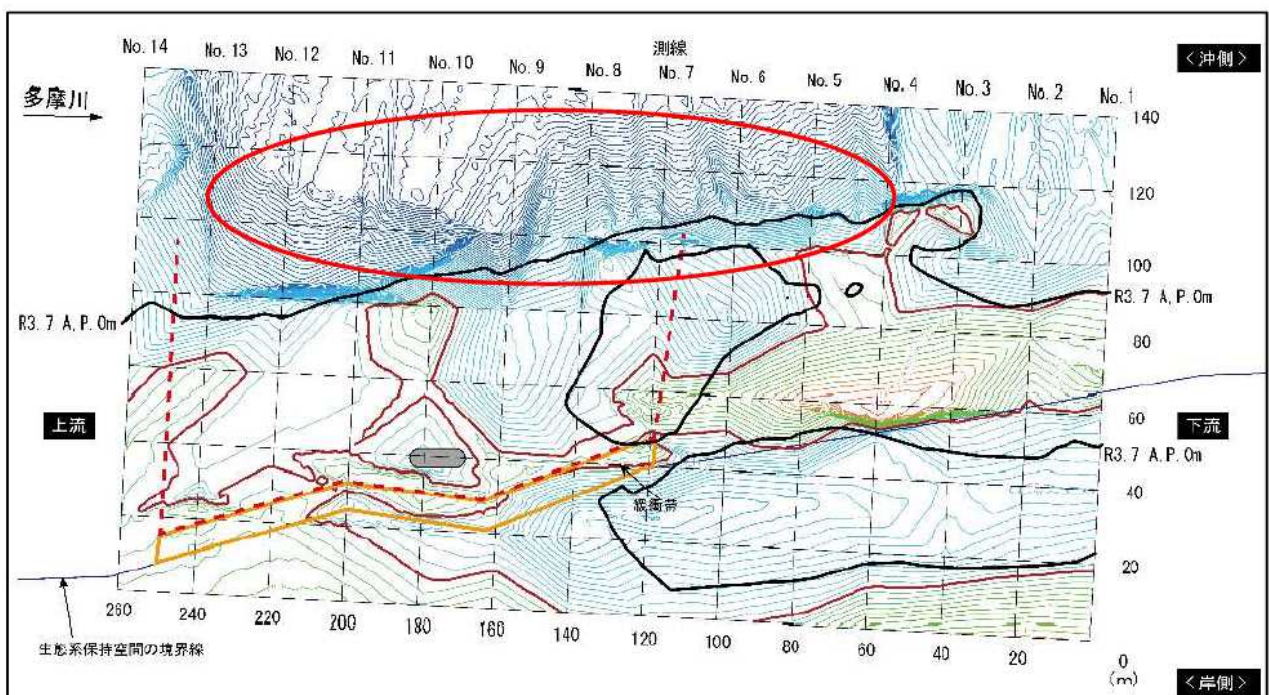 測線
<沖側>
No. 14 No. 13 No. 12 No. 11 No. 10 No. 9 No. 8 No. 7 No. 6 No. 5 No. 4 No. 3 No. 2 No. 1
多摩川
140
120
100
R3.7 A.P.0m
R3.7 A.P.0m
80
上流
60
下流
R3.7 A.P.0m
緩衝帯
40
20
260 240 220 200 180 160 140 120 100 80 60 40 20 0
(m)
生態系保持空間の境界線
<岸側>